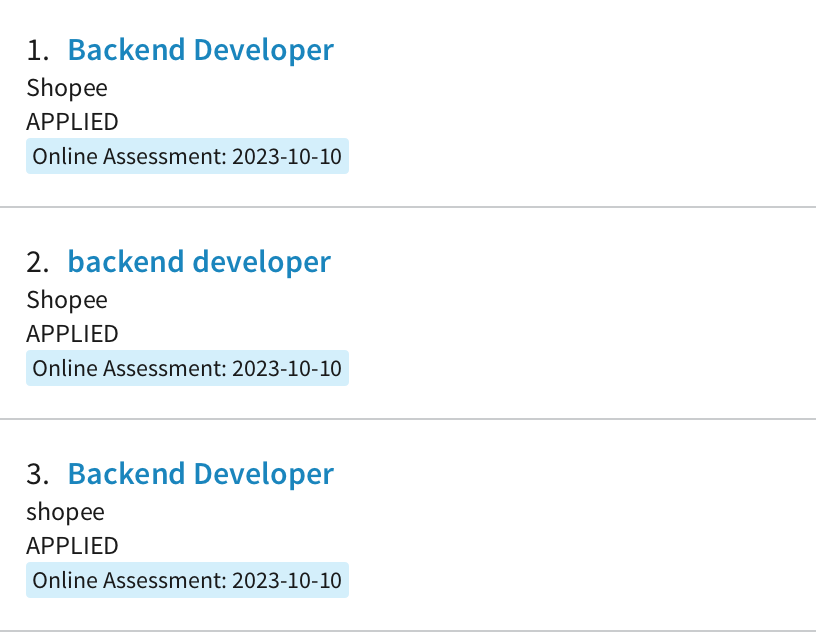 1. Backend Developer
Shopee
APPLIED
Online Assessment: 2023-10-10
2. backend developer
Shopee
APPLIED
Online Assessment: 2023-10-10
3. Backend Developer
shopee
APPLIED
Online Assessment: 2023-10-10